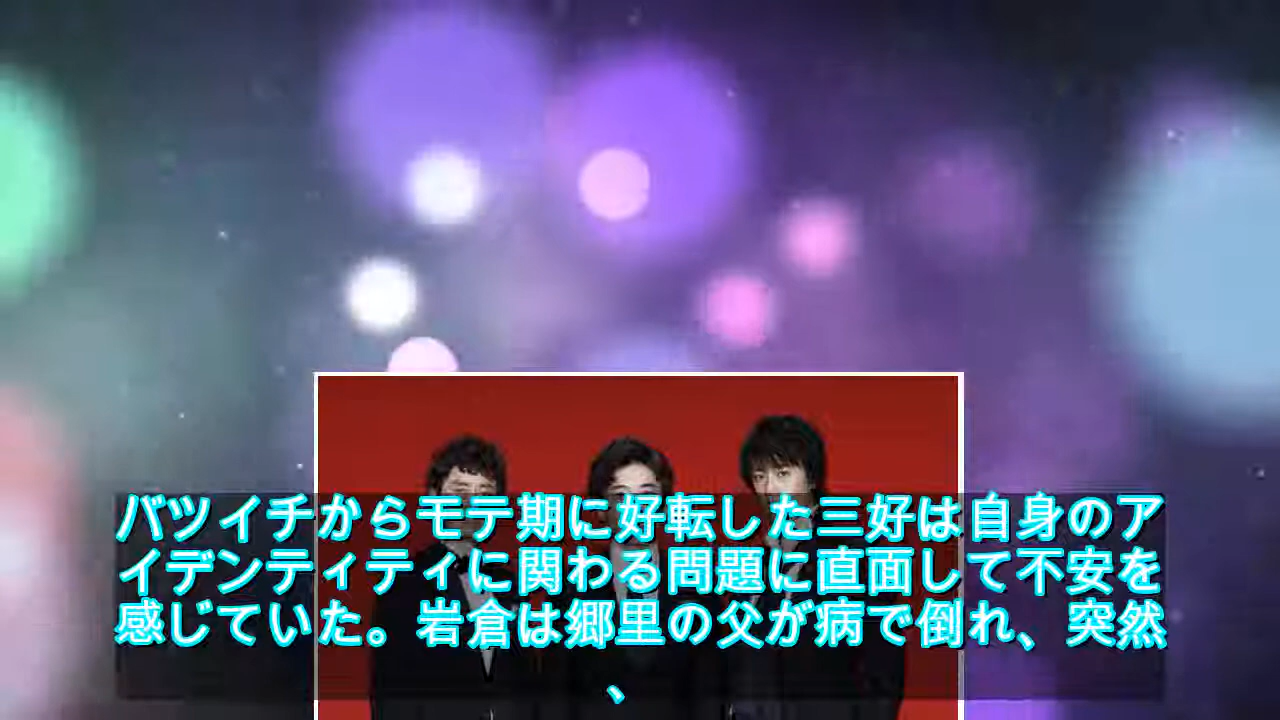 バツイチからモテ期に好転した三好は自身のア
イデンティティに関わる問題に直面して不安を
感じていた。岩倉は郷里の父が病で倒れ、突然
、